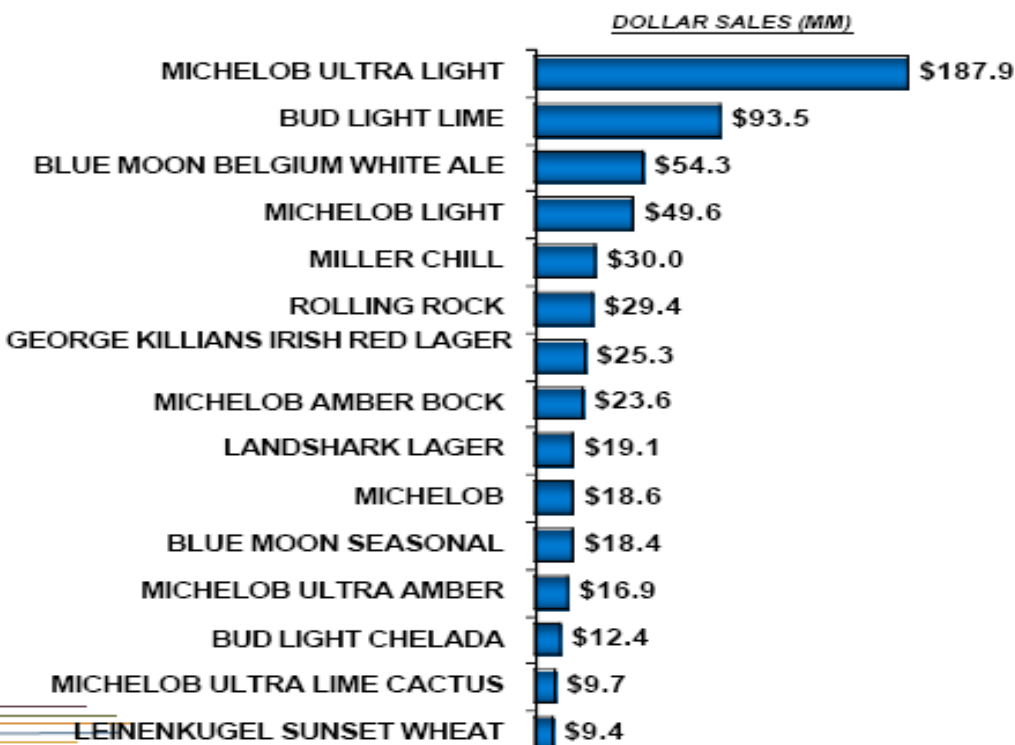 DOLLAR SALES (MM)
MICHELOB ULTRA LIGHT $187.9
BUD LIGHT LIME $93.5
BLUE MOON BELGIUM WHITE ALE $54.3
MICHELOB LIGHT $49.6
MILLER CHILL $30.0
ROLLING ROCK $29.4
GEORGE KILLIANS IRISH RED LAGER $25.3
MICHELOB AMBER BOCK $23.6
LANDSHARK LAGER $19.1
MICHELOB $18.6
BLUE MOON SEASONAL $18.4
MICHELOB ULTRA AMBER $16.9
BUD LIGHT CHELADA $12.4
MICHELOB ULTRA LIME CACTUS $9.7
LEINENKUGEL SUNSET WHEAT $9.4